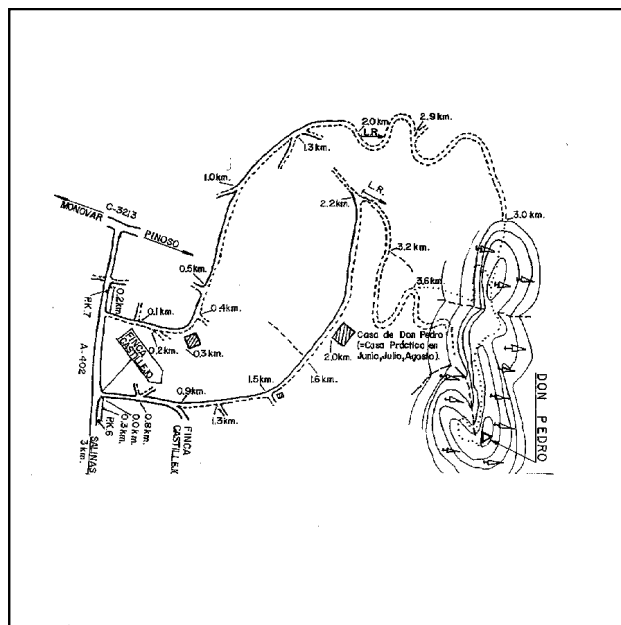 2.0 km.
2.9 km.
L.R.
1.3 km.
1.0 km.
L.R.
2.2km.
3.0 km.
C-3213
MONOVAR
PINOSO
3.2 km.
3.6 km.
0.5 km.
0.2 km.
P.K.7
0.1 km.
0.4 km.
0.2 km.
0.3 km.
FINCA
CASTILLEJO
Casa de Don Pedro
(=Casa Práctica en
Junio, Julio, Agosto).
2.0 km.
A-402
1.6 km.
1.5 km.
0.9 km.
1.3 km.
0.8 km.
0.0 km.
0.3 km.
P.K.6
SALINAS
3 km.
FINCA
CASTILLEX
DON PEDRO